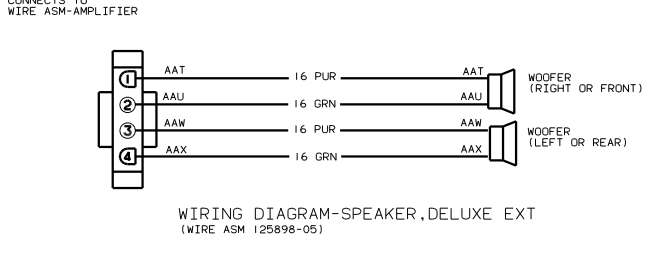 CONNECTS TO
WIRE ASM-AMPLIFIER
1 AAT 16 PUR AAT WOOFER
(RIGHT OR FRONT)
2 AAU 16 GRN AAU
3 AAW 16 PUR AAW WOOFER
(LEFT OR REAR)
4 AAX 16 GRN AAX
WIRING DIAGRAM-SPEAKER, DELUXE EXT
(WIRE ASM 125898-05)